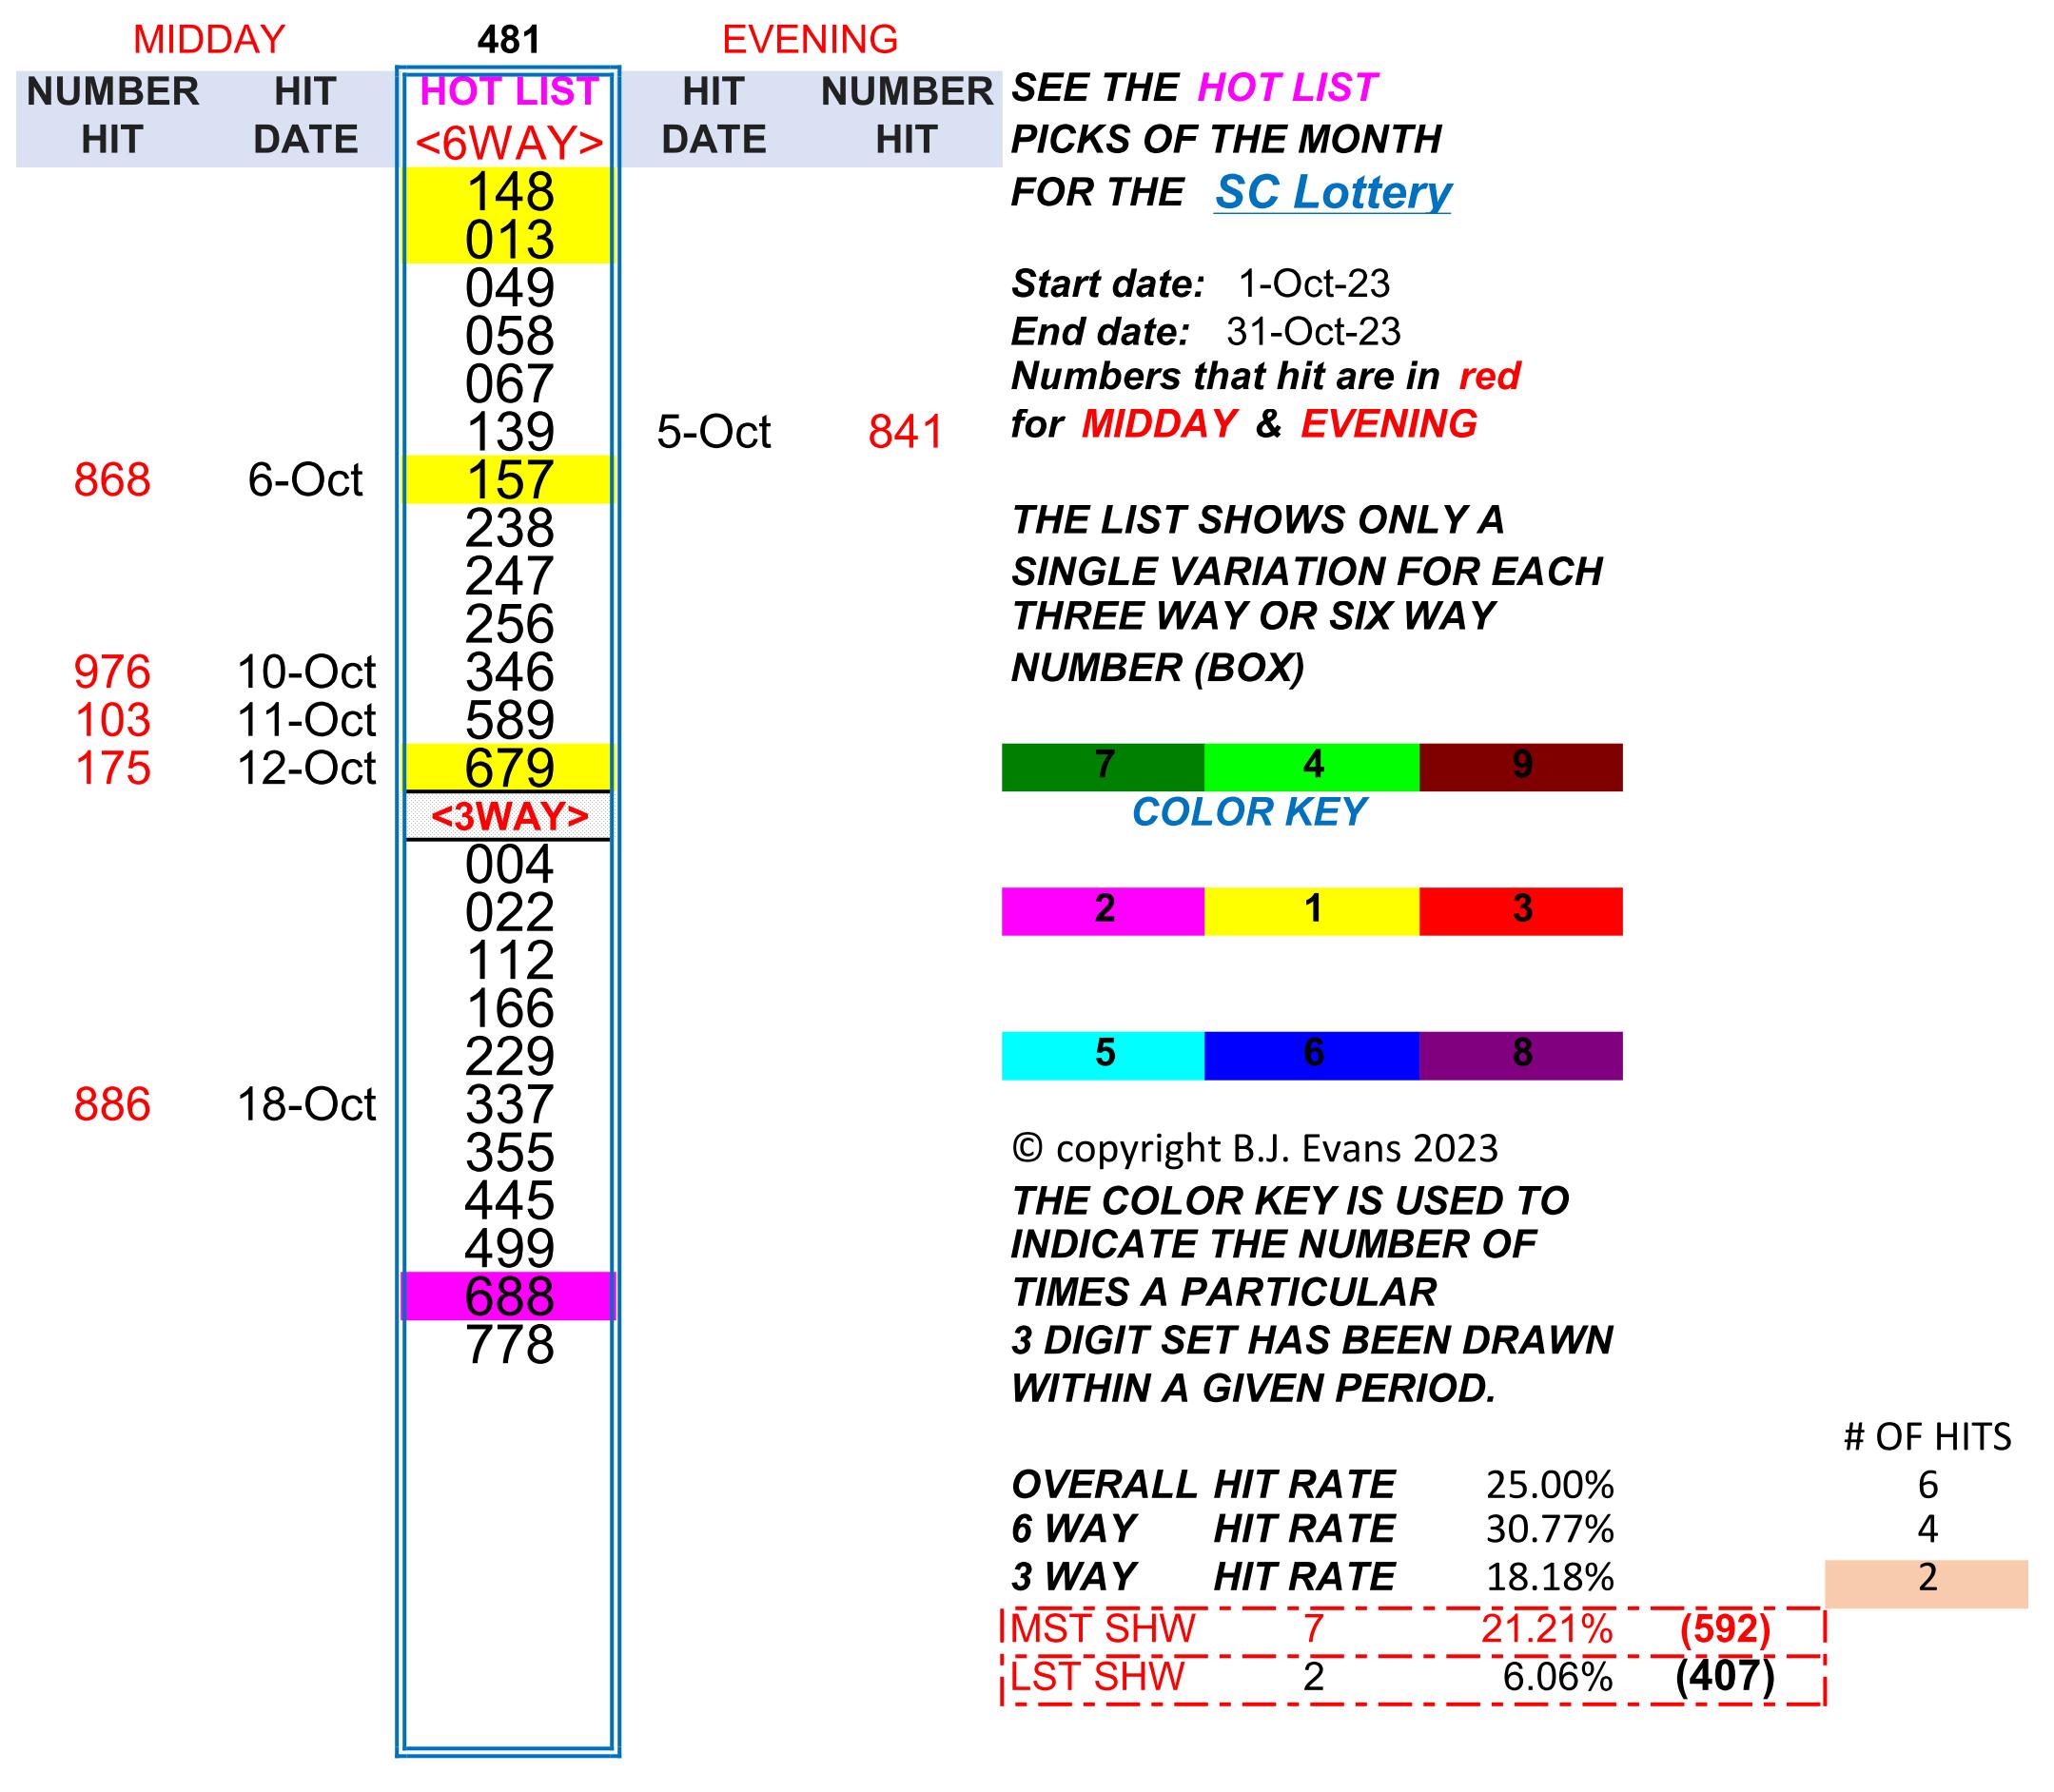 MIDDAY 481 EVENING
NUMBER HIT HOT LIST HIT NUMBER
HIT DATE <6WAY> DATE HIT
148
013
049
058
067
139 5-Oct 841
868 6-Oct 157
238
247
256
976 10-Oct 346
103 11-Oct 589
175 12-Oct 679
<3WAY>
004
022
112
166
229
886 18-Oct 337
355
445
499
688
778
SEE THE HOT LIST
PICKS OF THE MONTH
FOR THE SC Lottery
Start date: 1-Oct-23
End date: 31-Oct-23
Numbers that hit are in red
for MIDDAY & EVENING
THE LIST SHOWS ONLY A
SINGLE VARIATION FOR EACH
THREE WAY OR SIX WAY
NUMBER (BOX)
7 4 9
COLOR KEY
2 1 3
5 6 8
© copyright B.J. Evans 2023
THE COLOR KEY IS USED TO
INDICATE THE NUMBER OF
TIMES A PARTICULAR
3 DIGIT SET HAS BEEN DRAWN
WITHIN A GIVEN PERIOD.
# OF HITS
OVERALL HIT RATE 25.00% 6
6 WAY HIT RATE 30.77% 4
3 WAY HIT RATE 18.18% 2
MST SHW 7 21.21% (592)
LST SHW 2 6.06% (407)